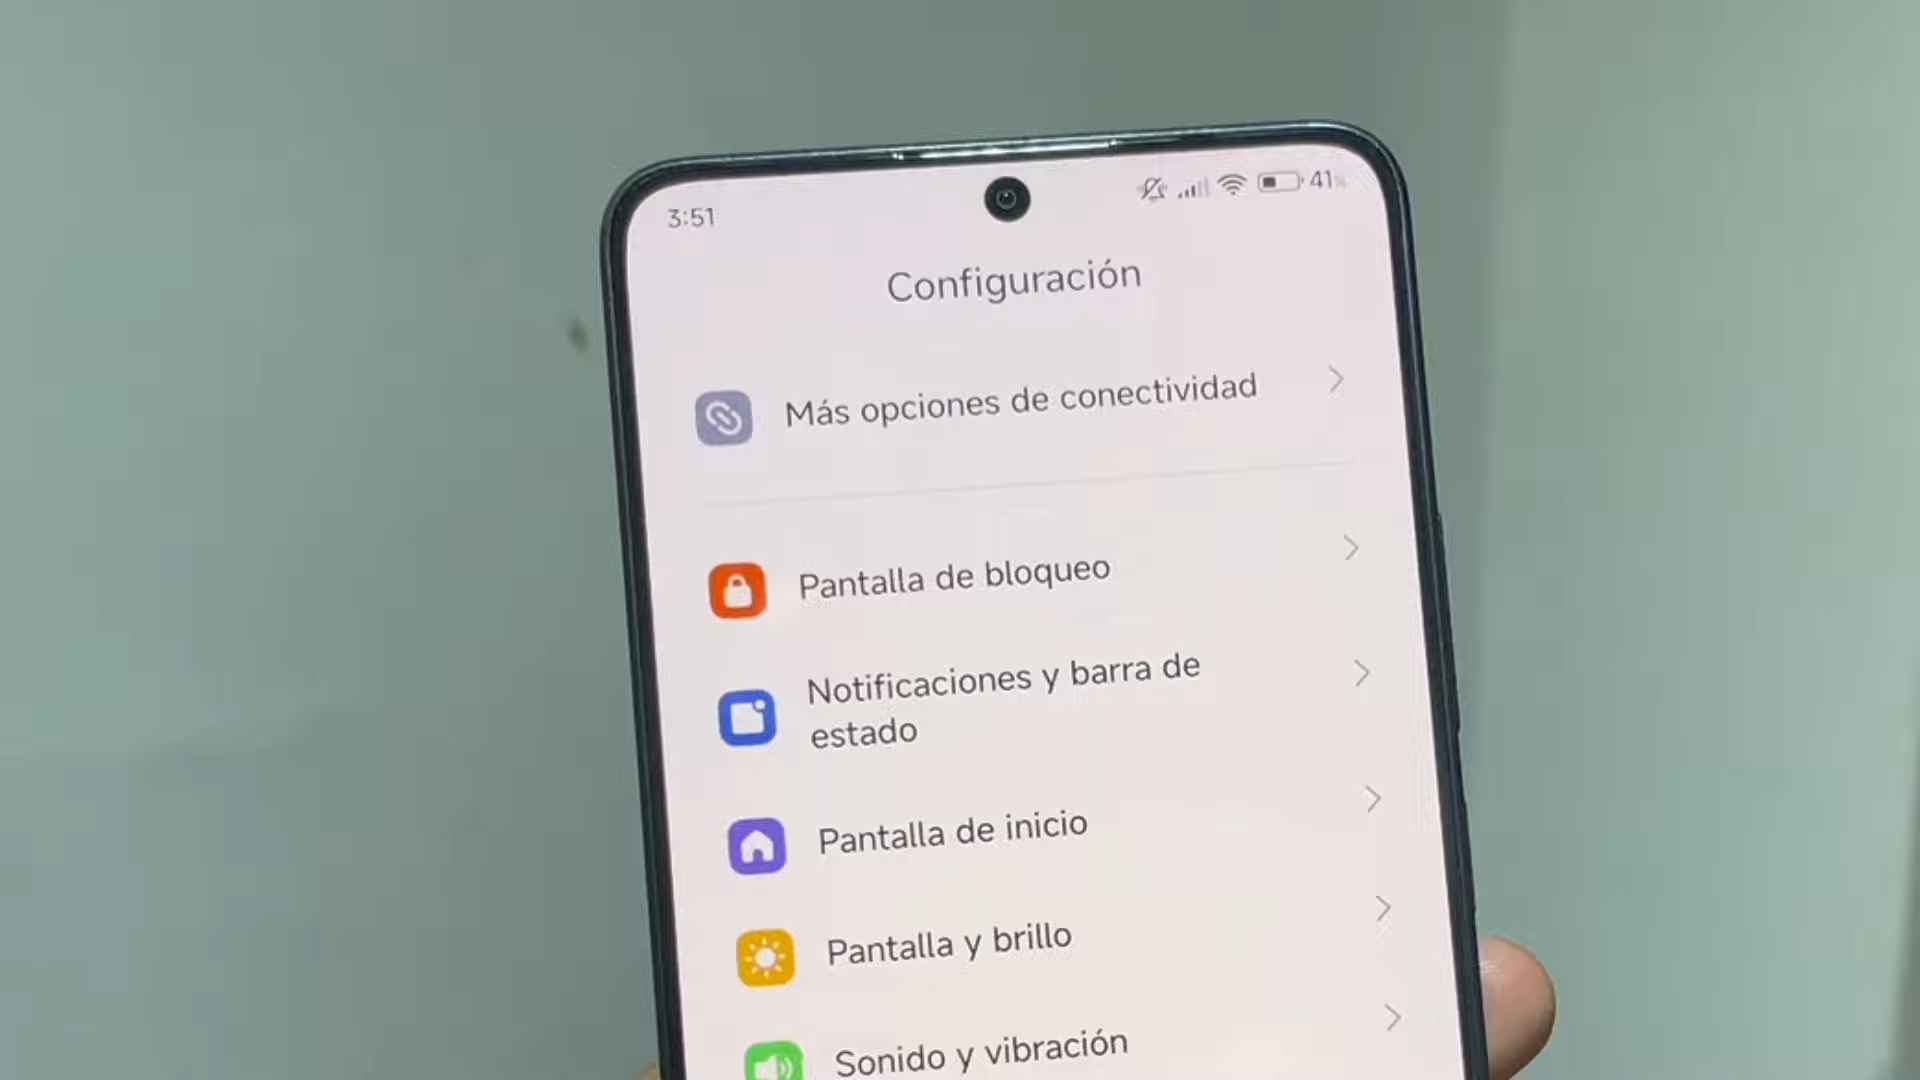 3:51
41%
Configuración
Más opciones de conectividad
Pantalla de bloqueo
Notificaciones y barra de
estado
Pantalla de inicio
Pantalla y brillo
Sonido y vibración